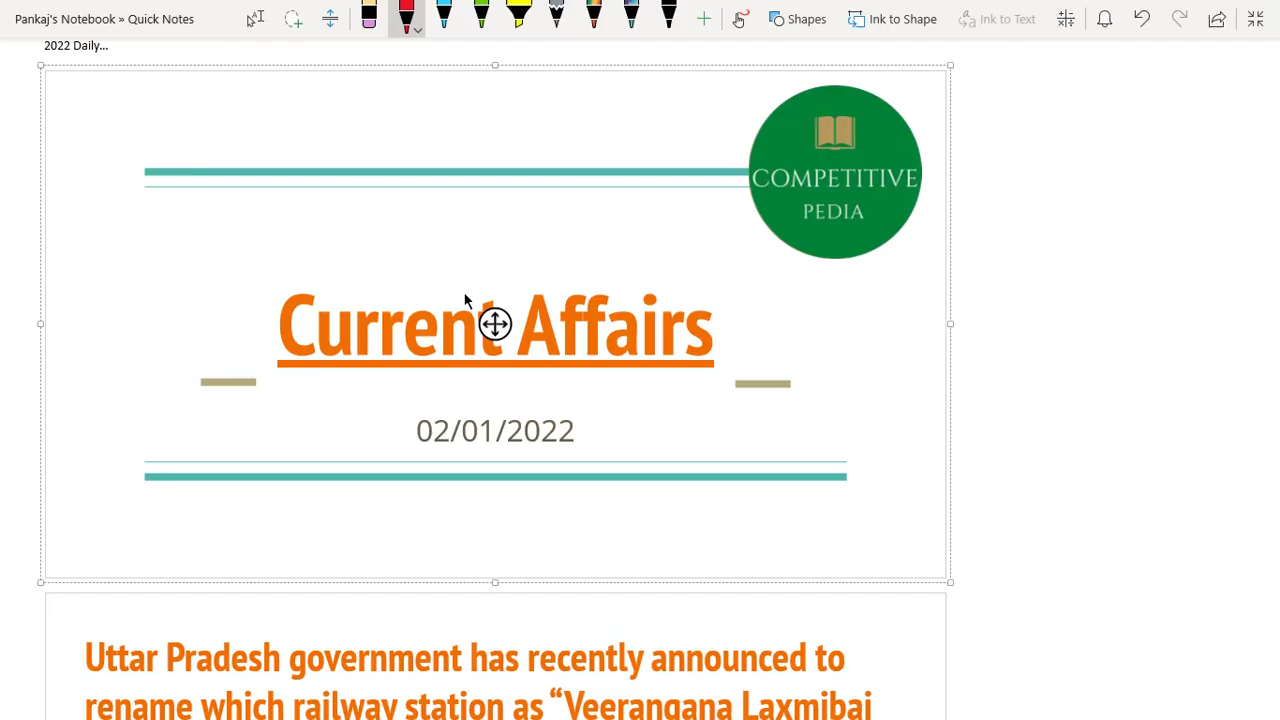 Pankaj's Notebook » Quick Notes
Shapes
Ink to Shape
Ink to Text
2022 Daily...
COMPETITIVE
PEDIA
Current Affairs
02/01/2022
Uttar Pradesh government has recently announced to
rename which railway station as “Veerangana Laxmibai